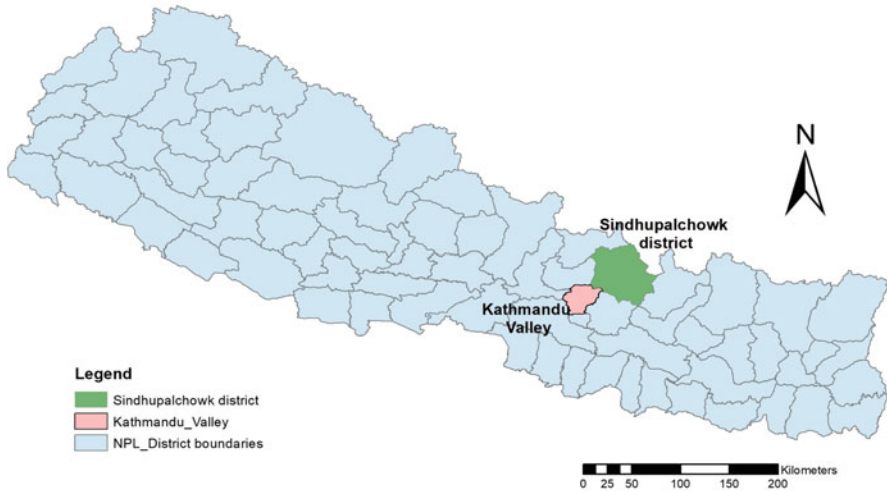 N
Sindhupalchowk
district
Kathmandu
Valley
Legend
Sindhupalchowk district
Kathmandu_Valley
NPL_District boundaries
Kilometers
0 25 50 100 150 200